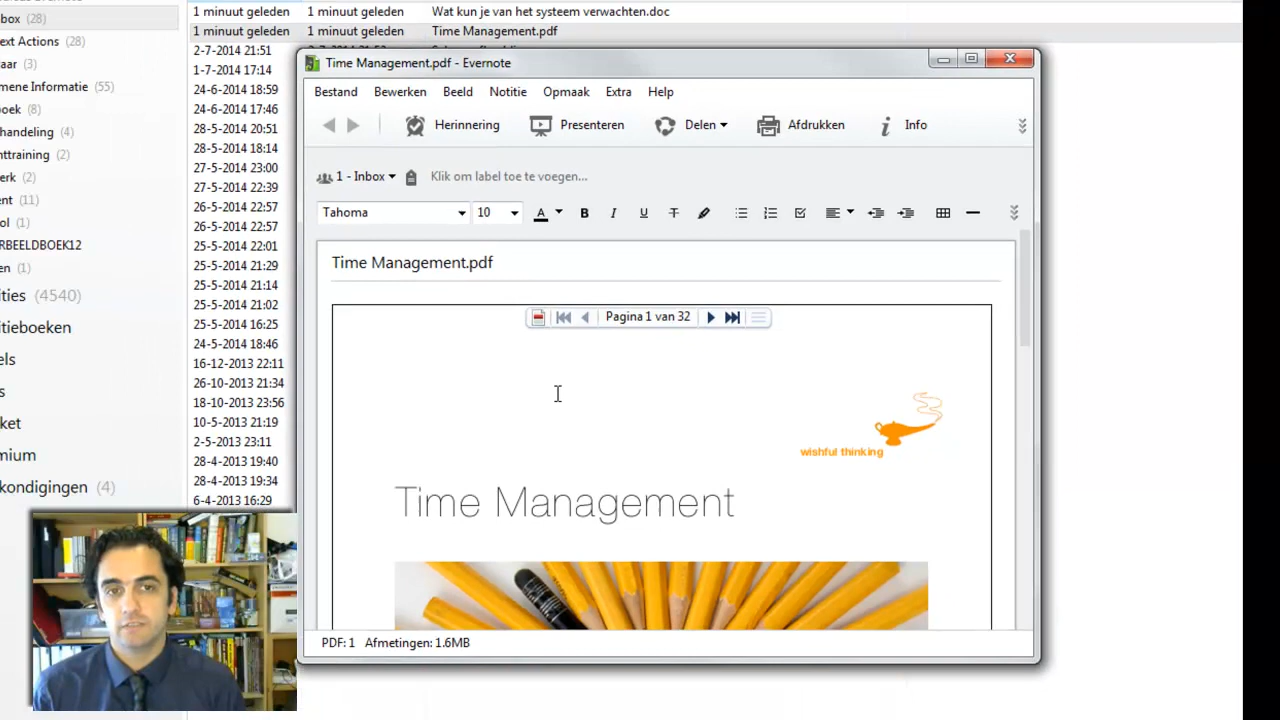 box (28)
ext Actions (28)
aar (3)
mene Informatie (55)
oek (8)
handeling (4)
nttraining (2)
erk (2)
ent (11)
ol (1)
RBEELDBOEK12
en (1)
ities (4540)
itieboeken
els
s
ket
mium
kondigingen (4)
1 minuut geleden 1 minuut geleden Wat kun je van het systeem verwachten.doc
1 minuut geleden 1 minuut geleden Time Management.pdf
2-7-2014 21:51
1-7-2014 17:14
24-6-2014 18:59
24-6-2014 17:46
28-5-2014 20:51
28-5-2014 18:14
27-5-2014 23:00
27-5-2014 22:39
26-5-2014 22:57
26-5-2014 22:57
25-5-2014 22:01
25-5-2014 21:29
25-5-2014 21:14
25-5-2014 21:02
25-5-2014 16:25
24-5-2014 18:46
16-12-2013 22:11
26-10-2013 21:34
18-10-2013 23:56
10-5-2013 21:19
2-5-2013 23:11
28-4-2013 19:40
28-4-2013 19:34
6-4-2013 16:29
Time Management.pdf - Evernote
Bestand Bewerken Beeld Notitie Opmaak Extra Help
Herinnering Presenteren Delen Afdrukken Info
1 - Inbox Klik om label toe te voegen...
Tahoma 10 A B I U T
Time Management.pdf
Pagina 1 van 32
wishful thinking
Time Management
PDF: 1 Afmetingen: 1.6MB